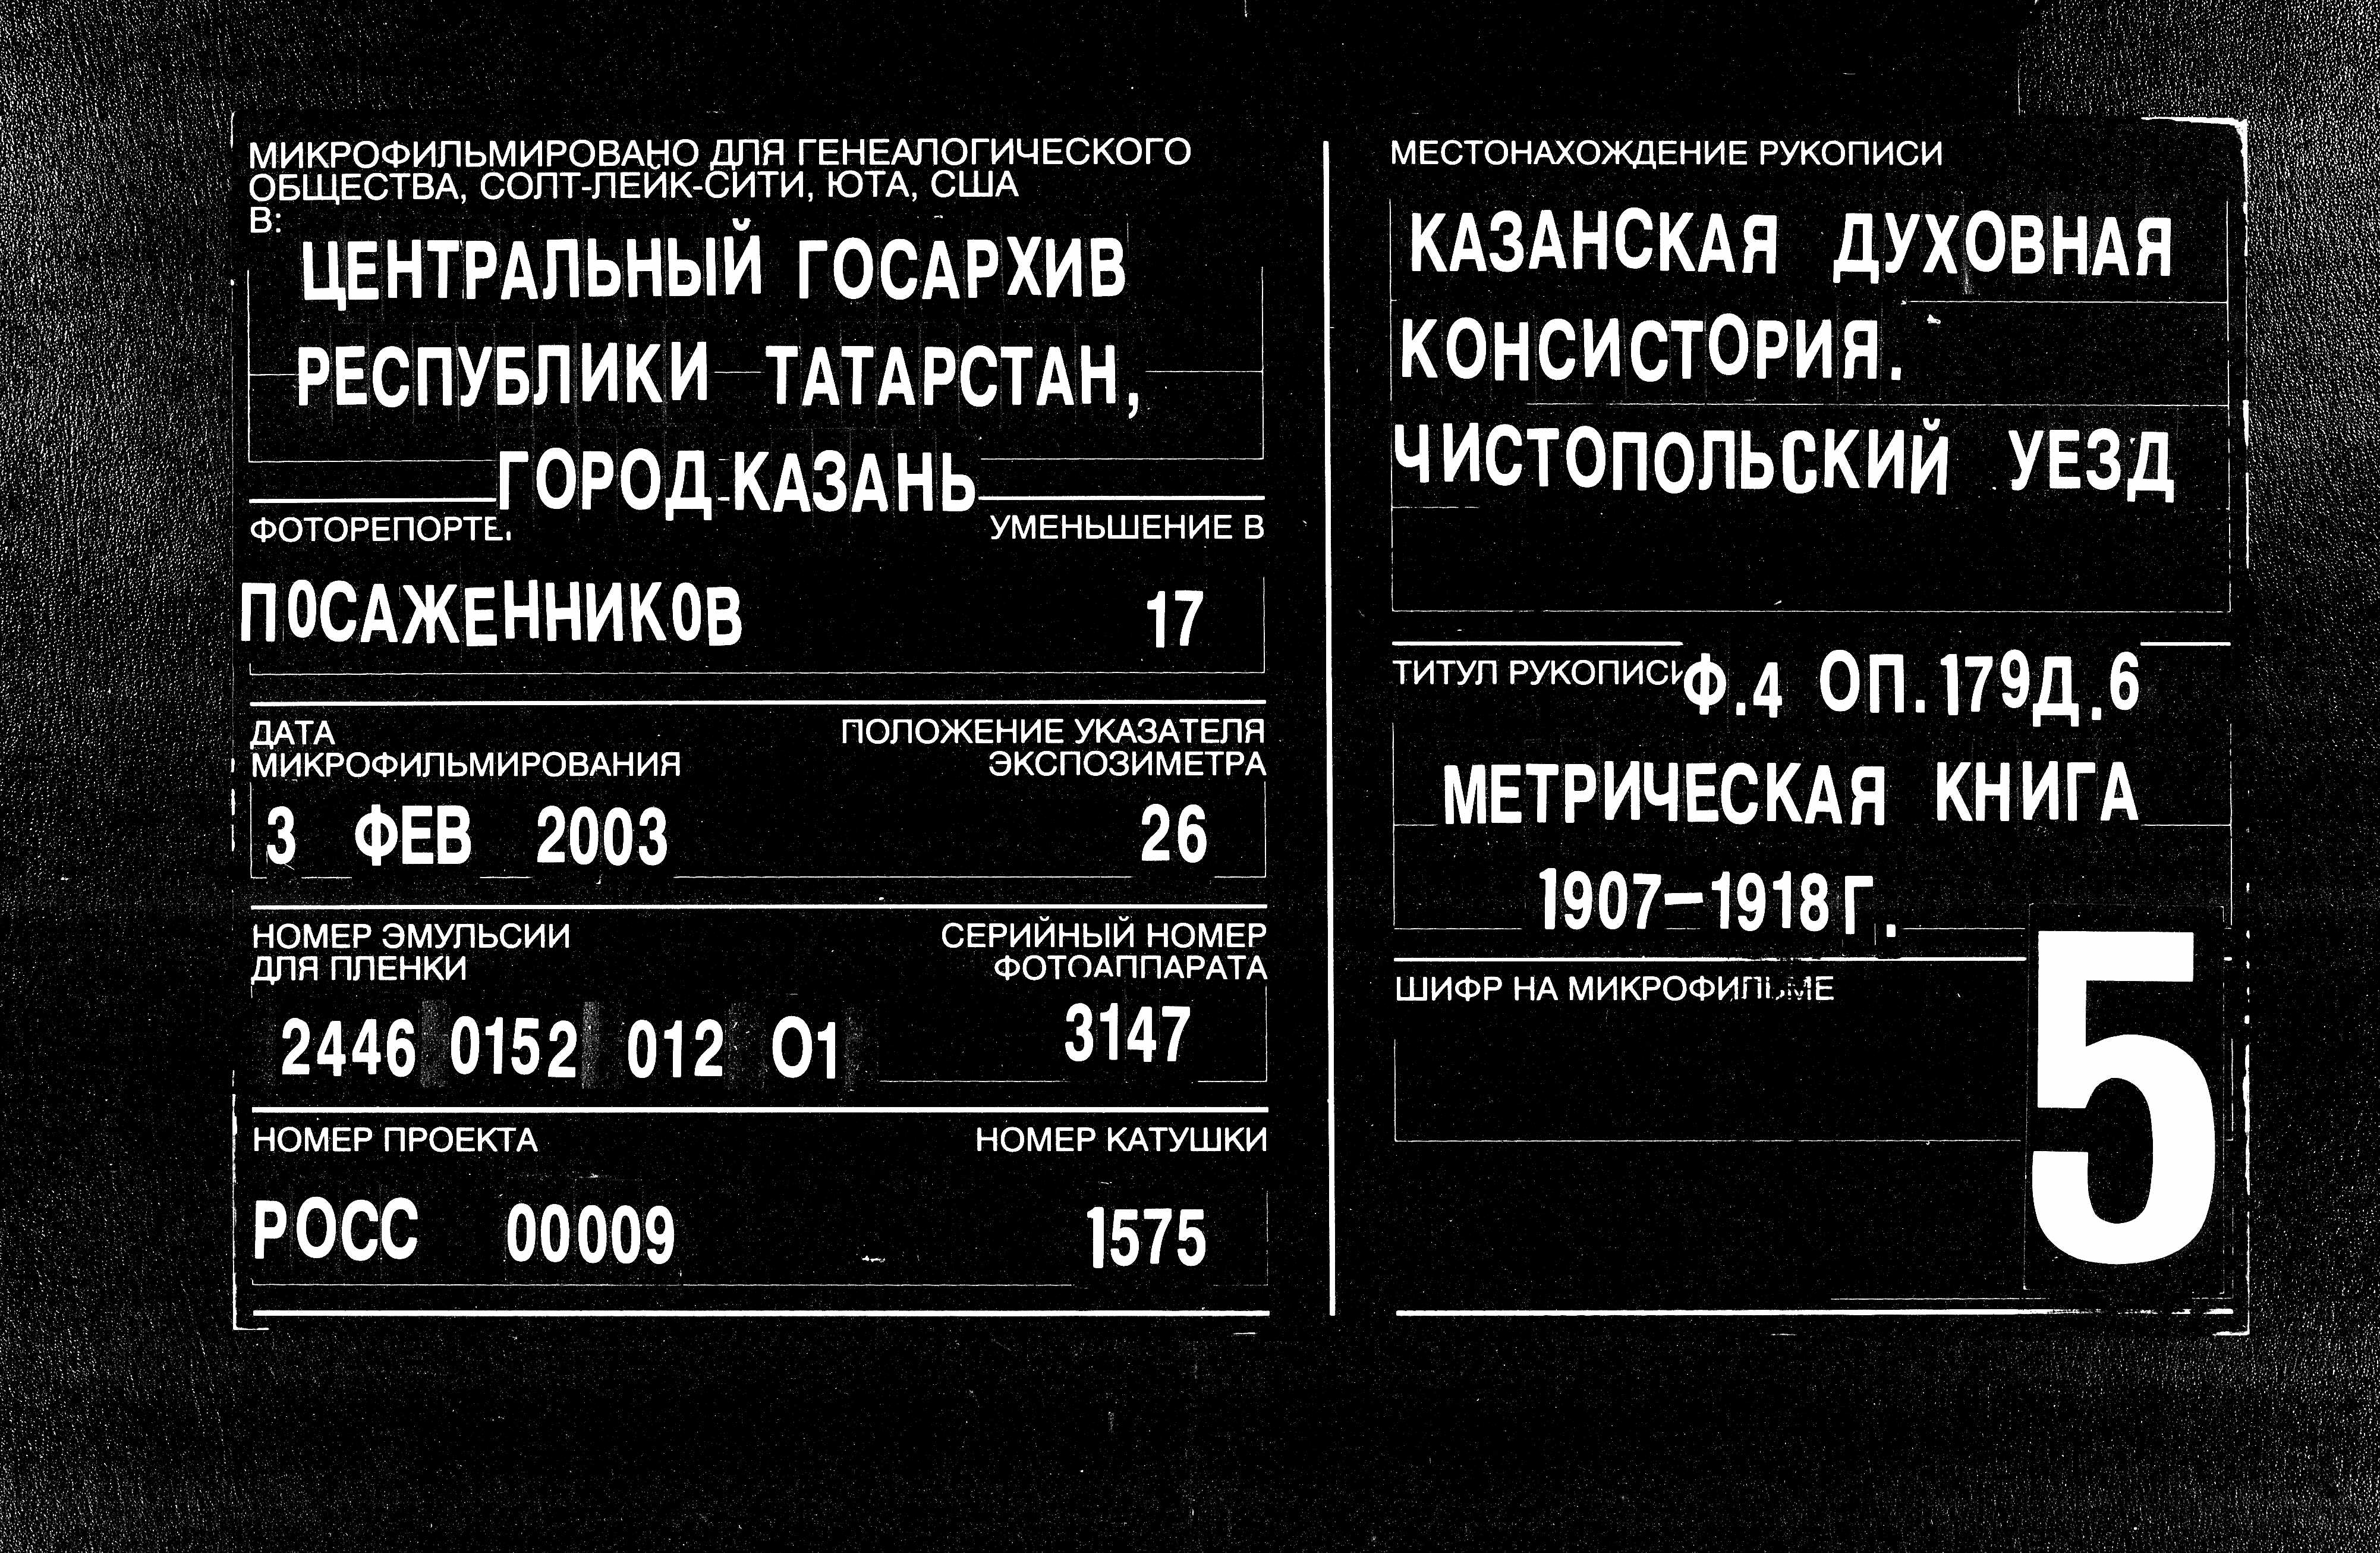 МИКРОФИЛЬМИРОВАНО ДЛЯ ГЕНЕАЛОГИЧЕСКОГО
ОБЩЕСТВА, СОЛТ-ЛЕЙК-СИТИ, ЮТА, США
В:
ЦЕНТРАЛЬНЫЙ ГОСАРХИВ
РЕСПУБЛИКИ ТАТАРСТАН,
ГОРОД КАЗАНЬ
ФОТОРЕПОРТЕ УМЕНЬШЕНИЕ В
ПОСАЖЕННИКОВ 17
ДАТА ПОЛОЖЕНИЕ УКАЗАТЕЛЯ
МИКРОФИЛЬМИРОВАНИЯ ЭКСПОЗИМЕТРА
3 ФЕВ 2003 26
НОМЕР ЭМУЛЬСИИ СЕРИЙНЫЙ НОМЕР
ДЛЯ ПЛЕНКИ ФОТОАППАРАТА
2446 0152 012 01 3147
НОМЕР ПРОЕКТА НОМЕР КАТУШКИ
РОСС 00009 1575
МЕСТОНАХОЖДЕНИЕ РУКОПИСИ
КАЗАНСКАЯ ДУХОВНАЯ
КОНСИСТОРИЯ.
ЧИСТОПОЛЬСКИЙ УЕЗД
ТИТУЛ РУКОПИСИ Ф.4 ОП.179Д.6
МЕТРИЧЕСКАЯ КНИГА
1907-1918Г.
ШИФР НА МИКРОФИЛЬМЕ
5